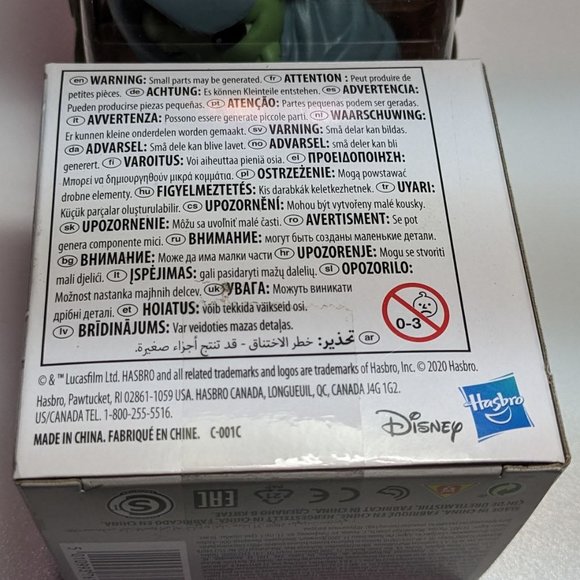 en WARNING: Small parts may be generated. fr ATTENTION : Peut produire de
petites pièces. de ACHTUNG: Es können Kleinteile entstehen. es ADVERTENCIA:
Pueden producirse piezas pequeñas. pt ATENÇÃO: Partes pequenas podem ser geradas.
it AVVERTENZA: Possono essere generate piccole parti. nl WAARSCHUWING:
Er kunnen kleine onderdelen worden gemaakt. sv VARNING: Små delar kan bildas.
da ADVARSEL: Små dele kan blive lavet. no ADVARSEL: små deler kan bli
generert. fi VAROITUS: Voi aiheuttaa pieniä osia. el ΠΡΟΕΙΔΟΠΟΙΗΣΗ:
Μπορεί να δημιουργηθούν μικρά κομμάτια. pl OSTRZEŻENIE: Mogą powstawać
drobne elementy. hu FIGYELMEZTETÉS: Kis darabkák keletkezhetnek. tr UYARI:
Küçük parçalar oluşturulabilir. cs UPOZORNĚNÍ: Mohou být vytvořeny malé kousky.
sk UPOZORNENIE: Môžu sa uvoľniť malé časti. ro AVERTISMENT: Se pot
genera componente mici. ru ВНИМАНИЕ: могут быть созданы маленькие детали.
bg ВНИМАНИЕ: Може да има малки части hr UPOZORENJE: Mogu se stvoriti
mali djelići. lt ĮSPĖJIMAS: gali pasidaryti mažų dalelių. sl OPOZORILO:
Možnost nastanka majhnih delcev. uk УВАГА: Можуть виникати
дрібні деталі. et HOIATUS: võib tekkida väikseid osi.
lv BRĪDINĀJUMS: Var veidoties mazas detaļas.
ar تحذير: خطر الاختناق - قد تنتج أجزاء صغيرة.
0-3
© & ™ Lucasfilm Ltd. HASBRO and all related trademarks and logos are trademarks of Hasbro, Inc. © 2020 Hasbro.
Hasbro, Pawtucket, RI 02861-1059 USA. HASBRO CANADA, LONGUEUIL, QC, CANADA J4G 1G2.
US/CANADA TEL. 1-800-255-5516.
MADE IN CHINA. FABRIQUÉ EN CHINE. C-001C
Disney
Hasbro